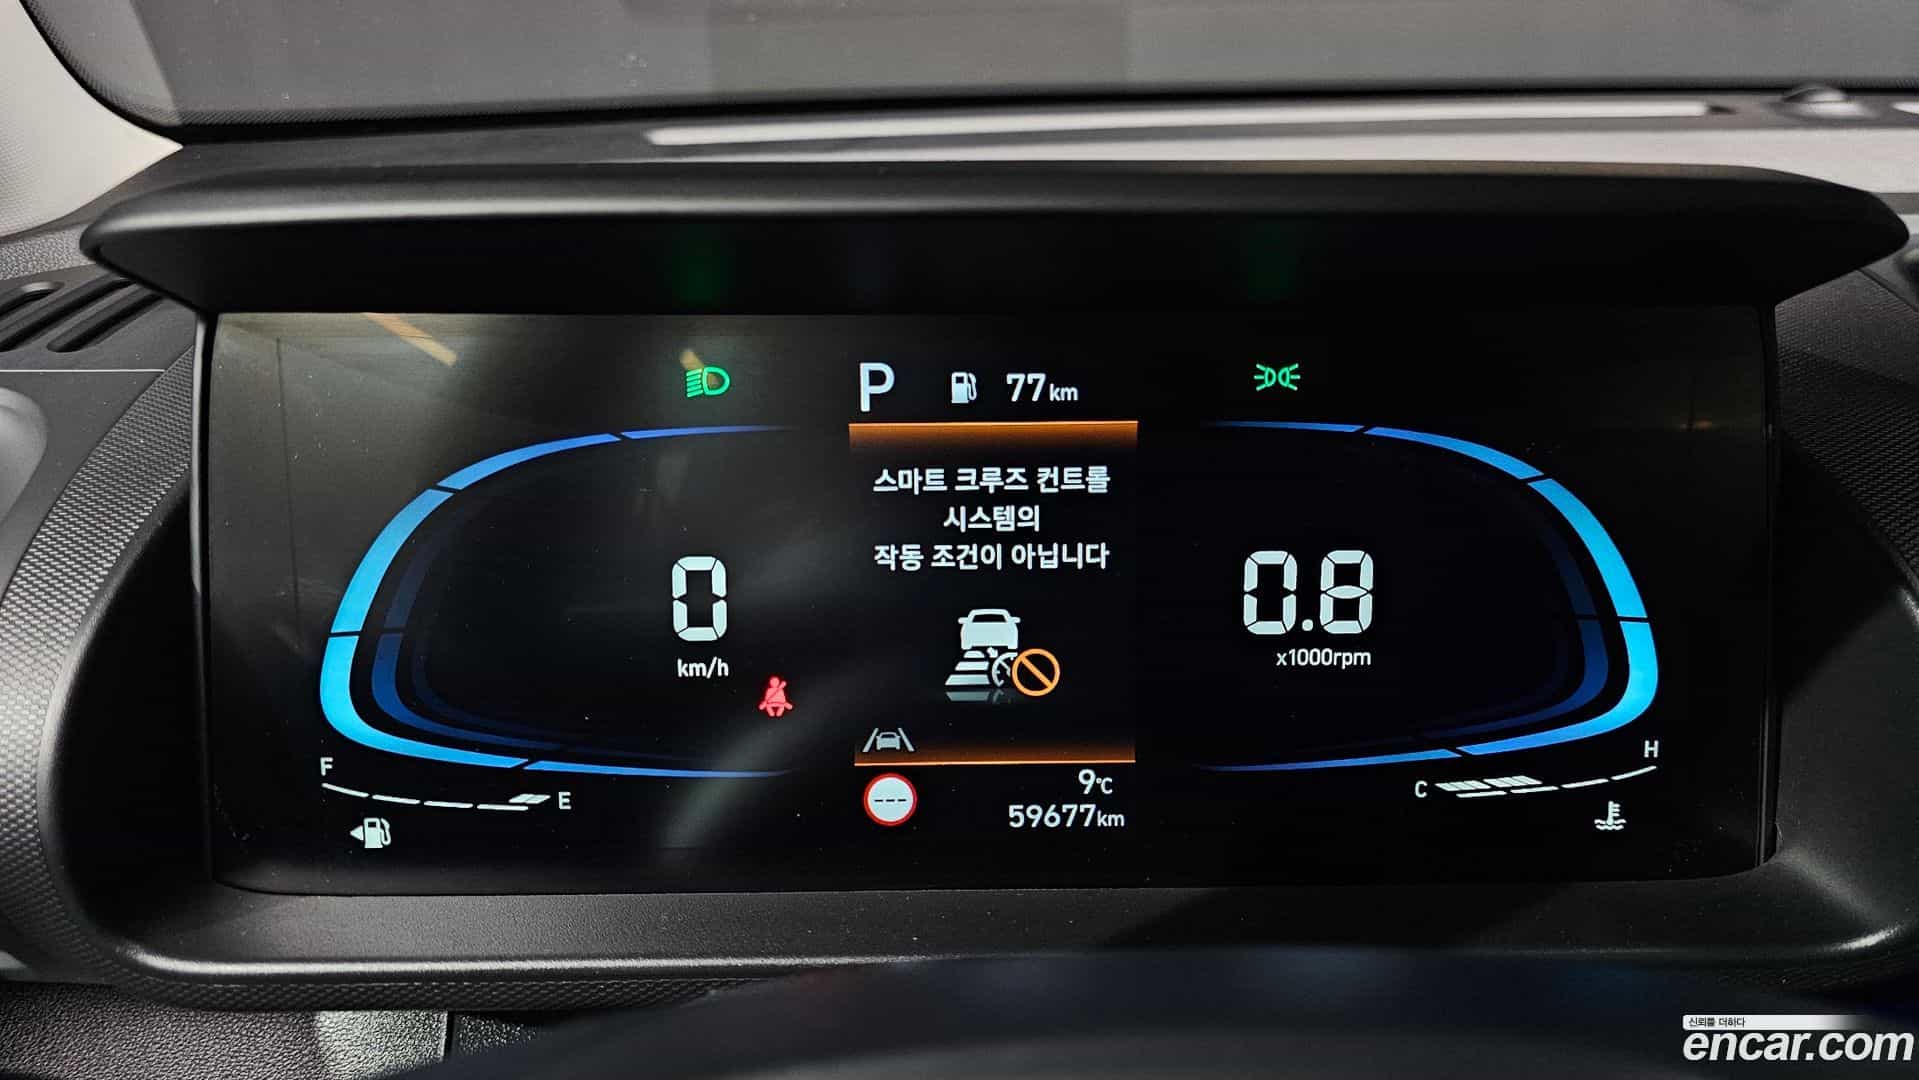 P 77km
스마트 크루즈 컨트롤
시스템의
작동 조건이 아닙니다
0
km/h
0.8
x1000rpm
F
E
---
9℃
59677km
C
H
신뢰를 더하다
encar.com